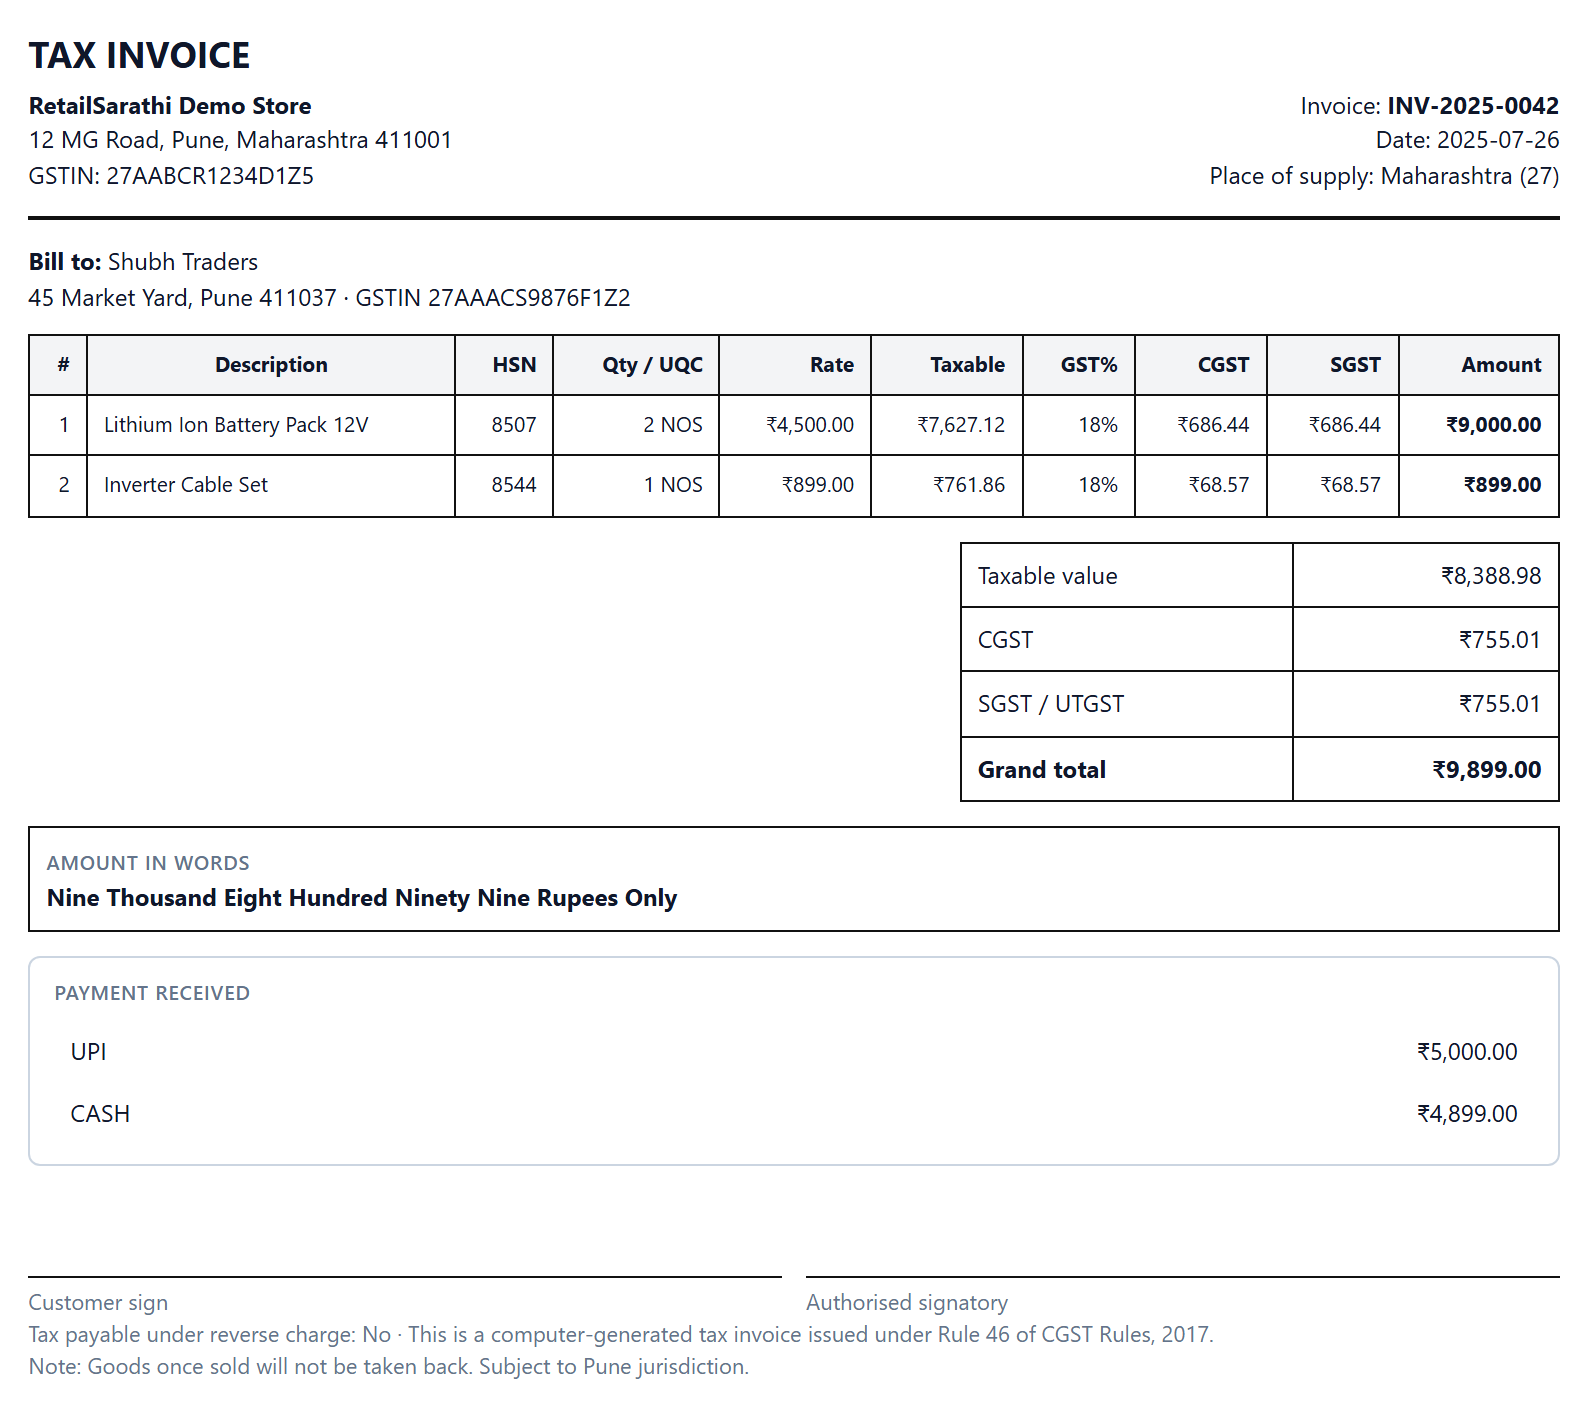 TAX INVOICE
RetailSarathi Demo Store
12 MG Road, Pune, Maharashtra 411001
GSTIN: 27AABCR1234D1Z5
Invoice: INV-2025-0042
Date: 2025-07-26
Place of supply: Maharashtra (27)
Bill to: Shubh Traders
45 Market Yard, Pune 411037 · GSTIN 27AAACS9876F1Z2
# Description HSN Qty / UQC Rate Taxable GST% CGST SGST Amount
1 Lithium Ion Battery Pack 12V 8507 2 NOS ₹4,500.00 ₹7,627.12 18% ₹686.44 ₹686.44 ₹9,000.00
2 Inverter Cable Set 8544 1 NOS ₹899.00 ₹761.86 18% ₹68.57 ₹68.57 ₹899.00
Taxable value ₹8,388.98
CGST ₹755.01
SGST / UTGST ₹755.01
Grand total ₹9,899.00
AMOUNT IN WORDS
Nine Thousand Eight Hundred Ninety Nine Rupees Only
PAYMENT RECEIVED
UPI ₹5,000.00
CASH ₹4,899.00
Customer sign
Authorised signatory
Tax payable under reverse charge: No · This is a computer-generated tax invoice issued under Rule 46 of CGST Rules, 2017.
Note: Goods once sold will not be taken back. Subject to Pune jurisdiction.